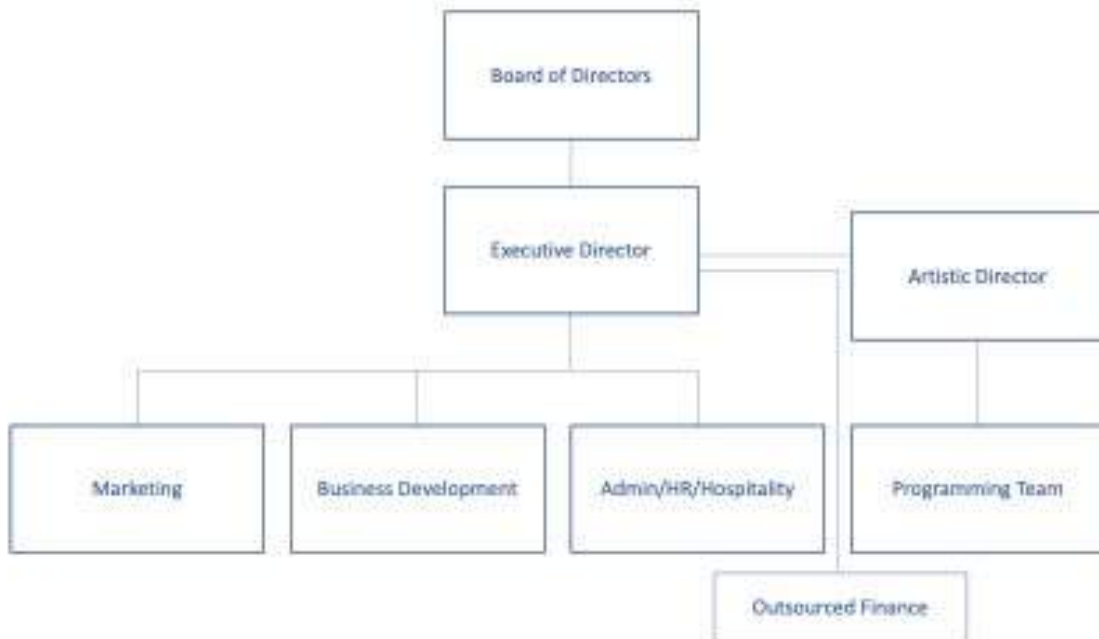 Board of Directors
Executive Director
Artistic Director
Marketing
Business Development
Admin/HR/Hospitality
Programming Team
Outsourced Finance